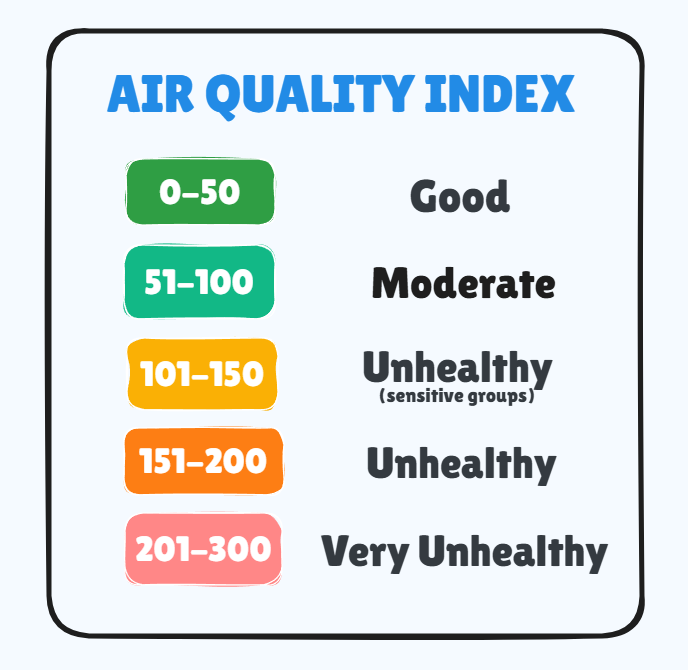 AIR QUALITY INDEX
0–50 Good
51–100 Moderate
101–150 Unhealthy
(sensitive groups)
151–200 Unhealthy
201–300 Very Unhealthy